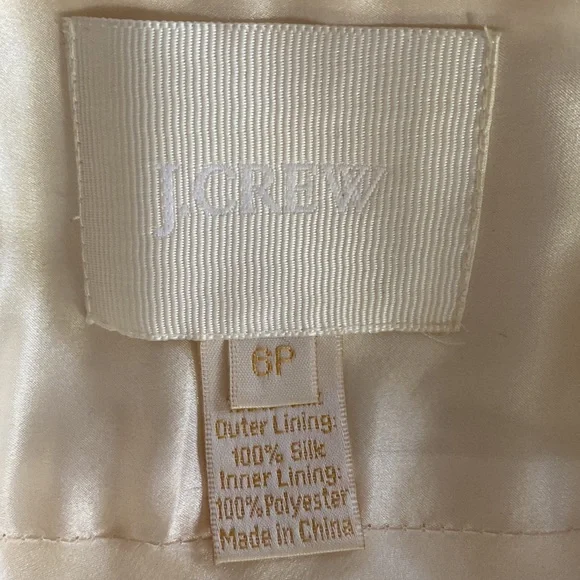 J.CREW
6P
Outer Lining:
100% Silk
Inner Lining:
100%Polyester
Made in China